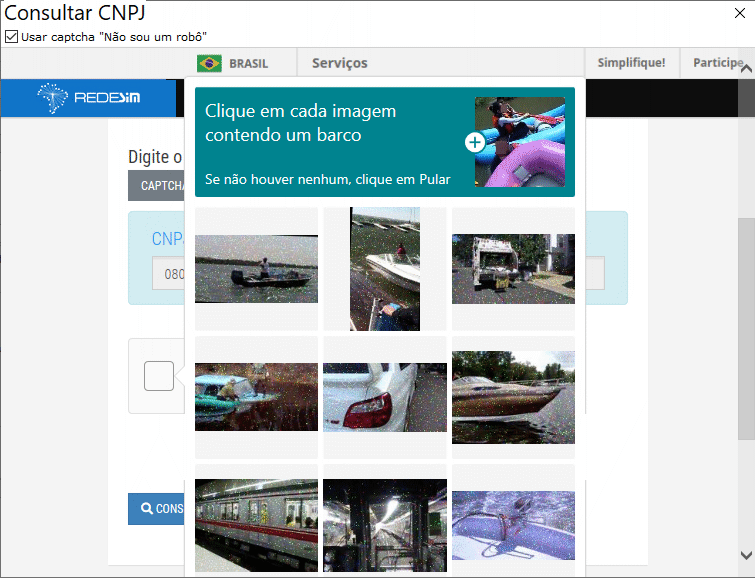 Consultar CNPJ
Usar captcha "Não sou um robô"
BRASIL
Serviços
Simplifique!
Participe
REDESIM
Clique em cada imagem
contendo um barco
Se não houver nenhum, clique em Pular
Digite o
CAPTCHA
CNPJ
080
CONS